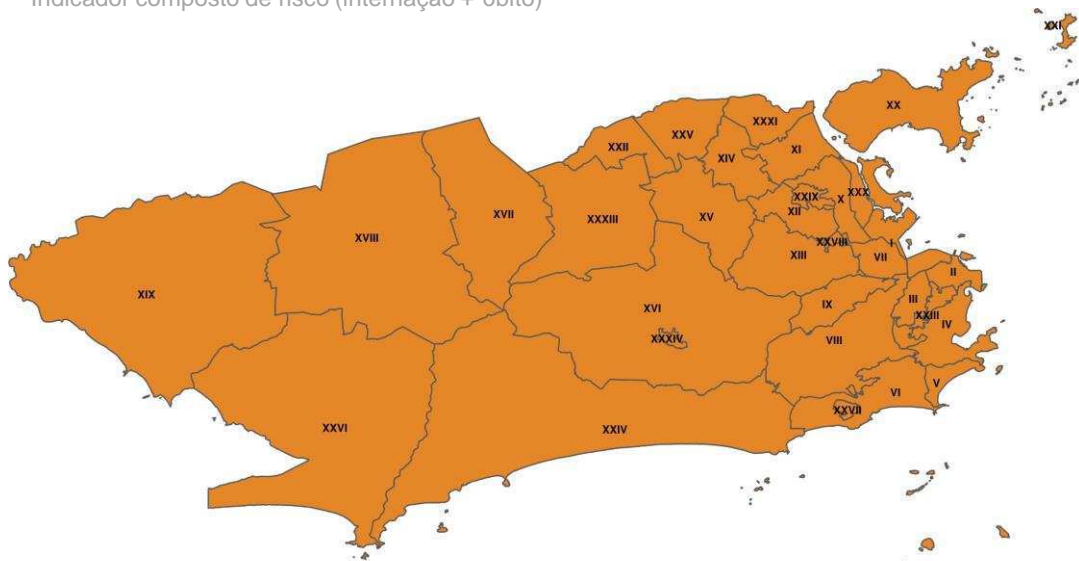 Indicador composto de risco (internação + óbito)
XXI
XX
XXXI
XXV
XXII
XIV
XI
XXIX
X
XXX
XII
XVII
XXXIII
XV
XVIII
XXVIII
I
XIII
VII
II
XIX
III
IX
XVI
XXIII
IV
XXXIV
VIII
V
VI
XXVII
XXVI
XXIV